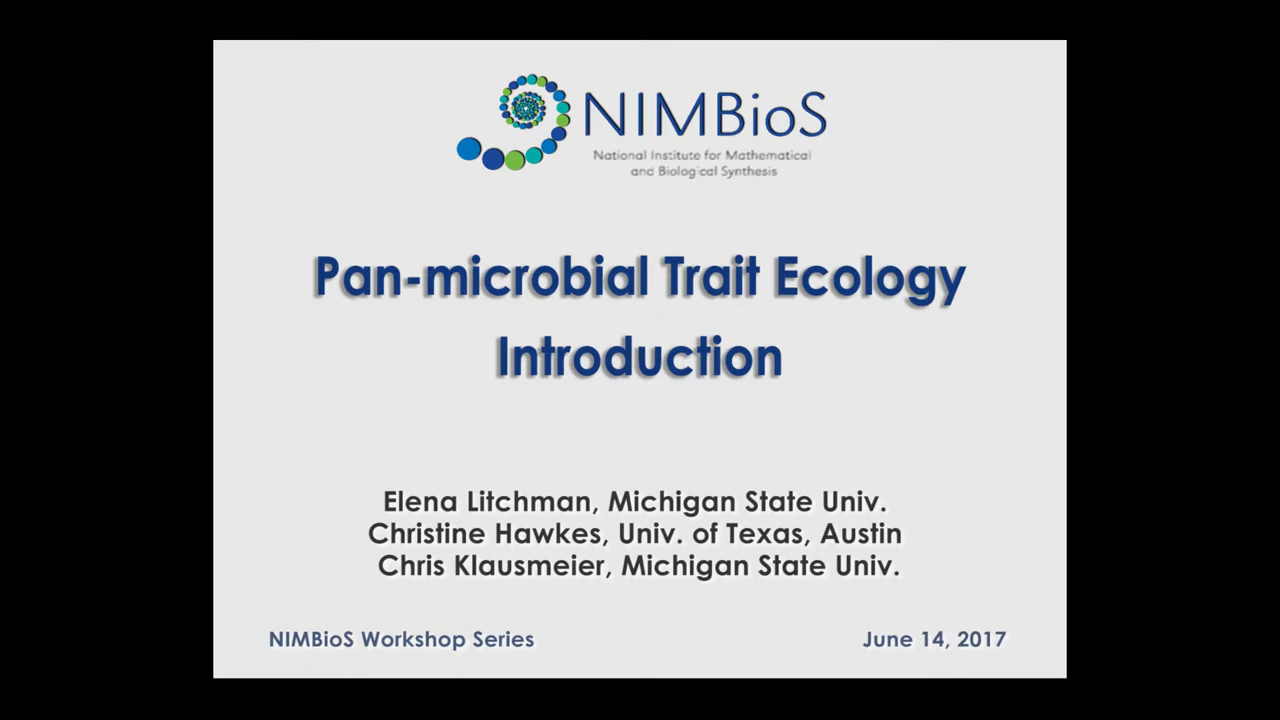 NIMBioS
National Institute for Mathematical
and Biological Synthesis
Pan-microbial Trait Ecology
Introduction
Elena Litchman, Michigan State Univ.
Christine Hawkes, Univ. of Texas, Austin
Chris Klausmeier, Michigan State Univ.
NIMBioS Workshop Series
June 14, 2017